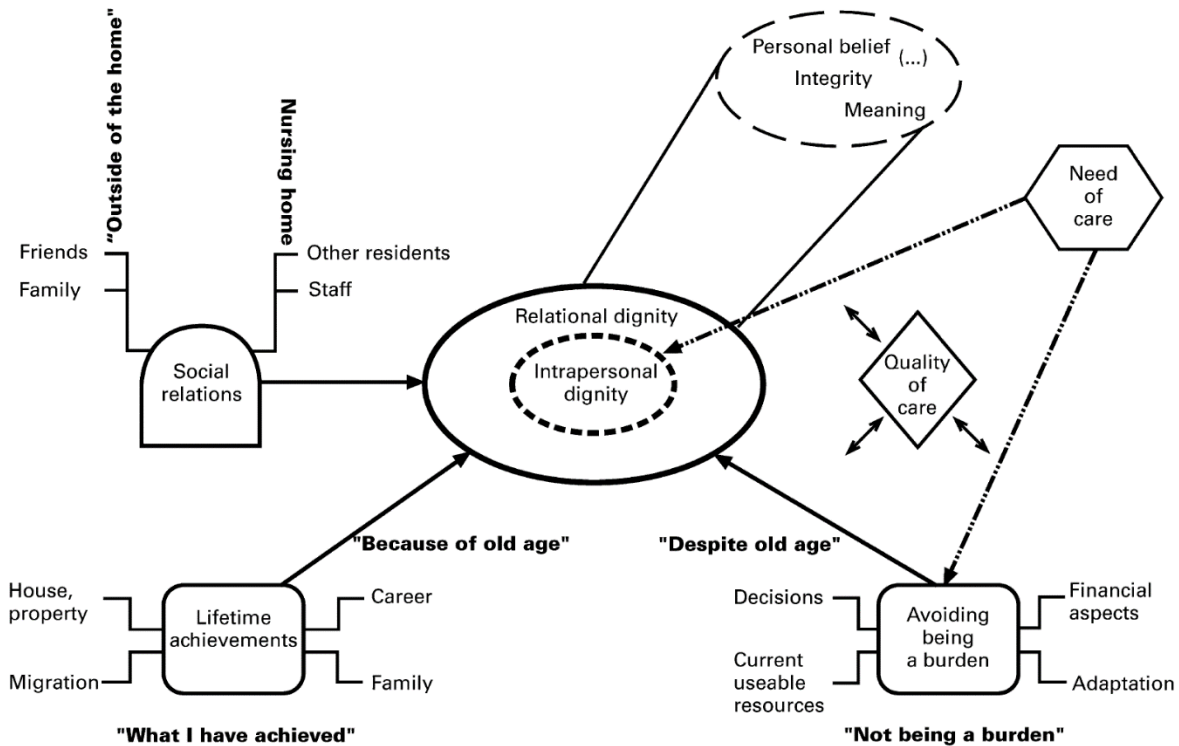 "Outside of the home"
Nursing home
Personal belief
(...)
Integrity
Meaning
Need
of
care
Friends
Family
Other residents
Staff
Social
relations
Relational dignity
Intrapersonal
dignity
Quality
of
care
"Because of old age"
"Despite old age"
House,
property
Migration
Lifetime
achievements
Career
Family
"What I have achieved"
Decisions
Current
useable
resources
Avoiding
being
a burden
Financial
aspects
Adaptation
"Not being a burden"